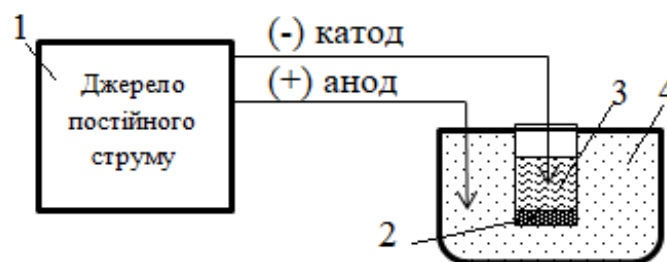 1
(-) катод
(+) анод
Джерело
постійного
струму
3
4
2